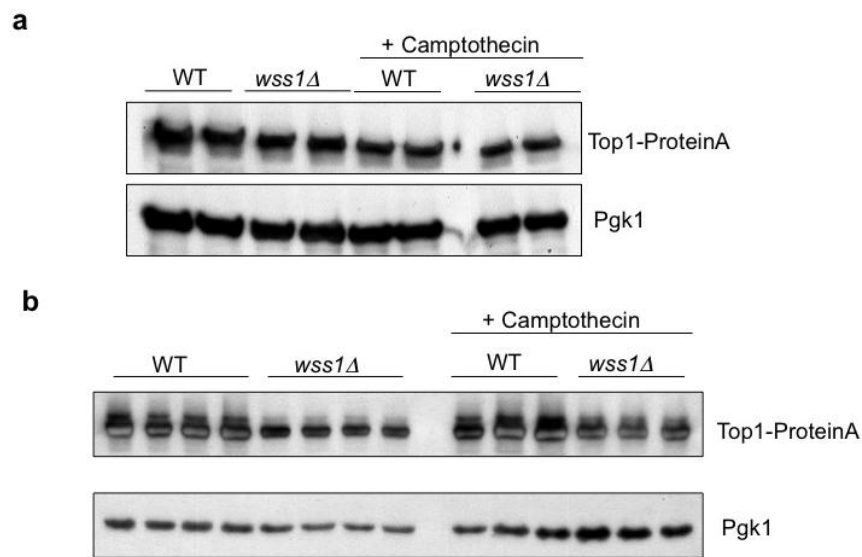 a
+ Camptothecin
WT wss1Δ WT wss1Δ
Top1-ProteinA
Pgk1
b
+ Camptothecin
WT wss1Δ WT wss1Δ
Top1-ProteinA
Pgk1